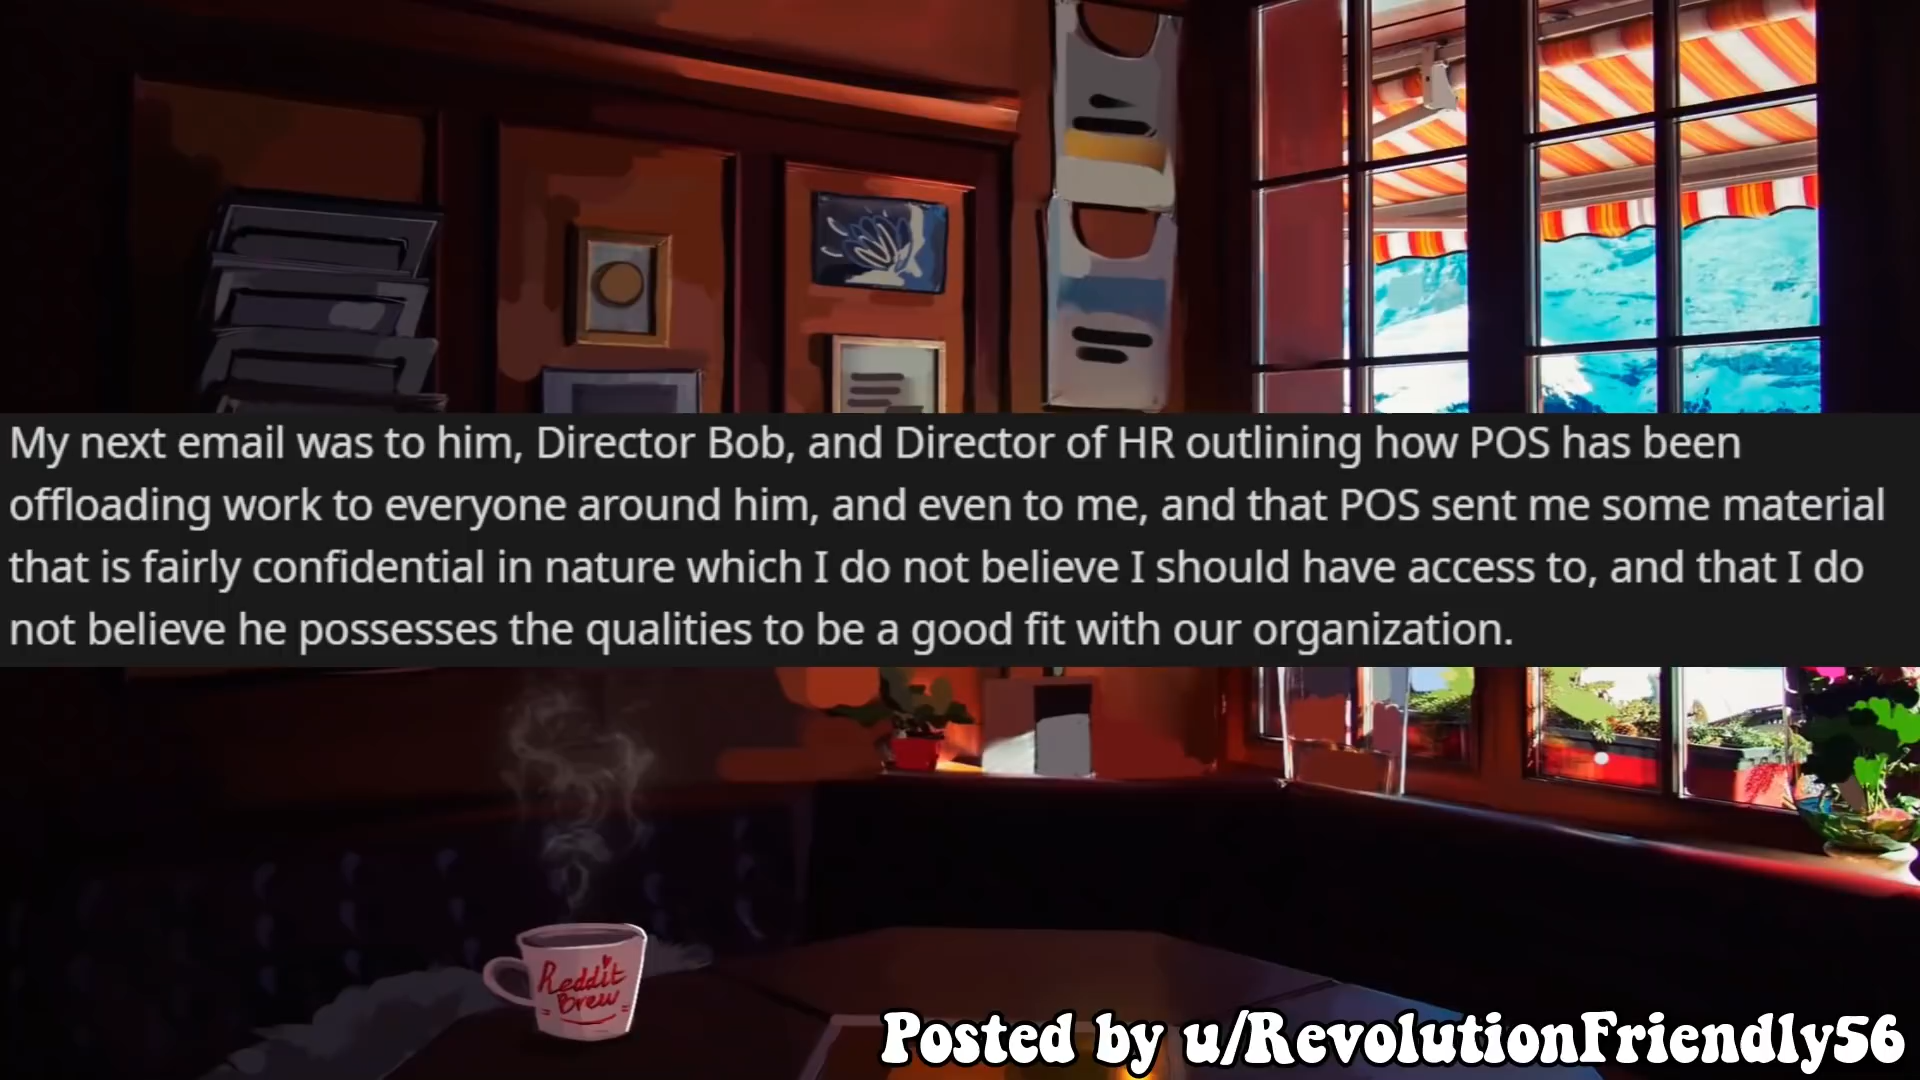 My next email was to him, Director Bob, and Director of HR outlining how POS has been
offloading work to everyone around him, and even to me, and that POS sent me some material
that is fairly confidential in nature which I do not believe I should have access to, and that I do
not believe he possesses the qualities to be a good fit with our organization.
Reddit
Brew
Posted by u/RevolutionFriendly56